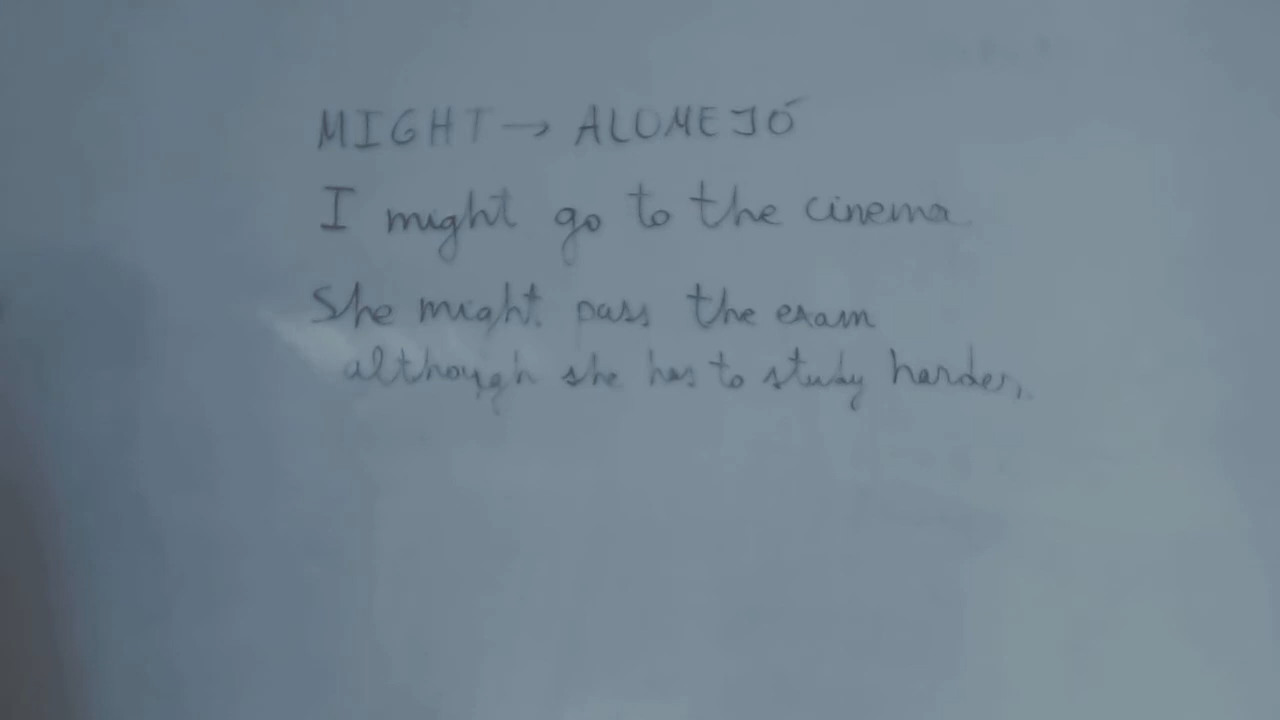 MIGHT → ALOMEJÓ
I might go to the cinema
She might pass the exam
although she has to study harder.